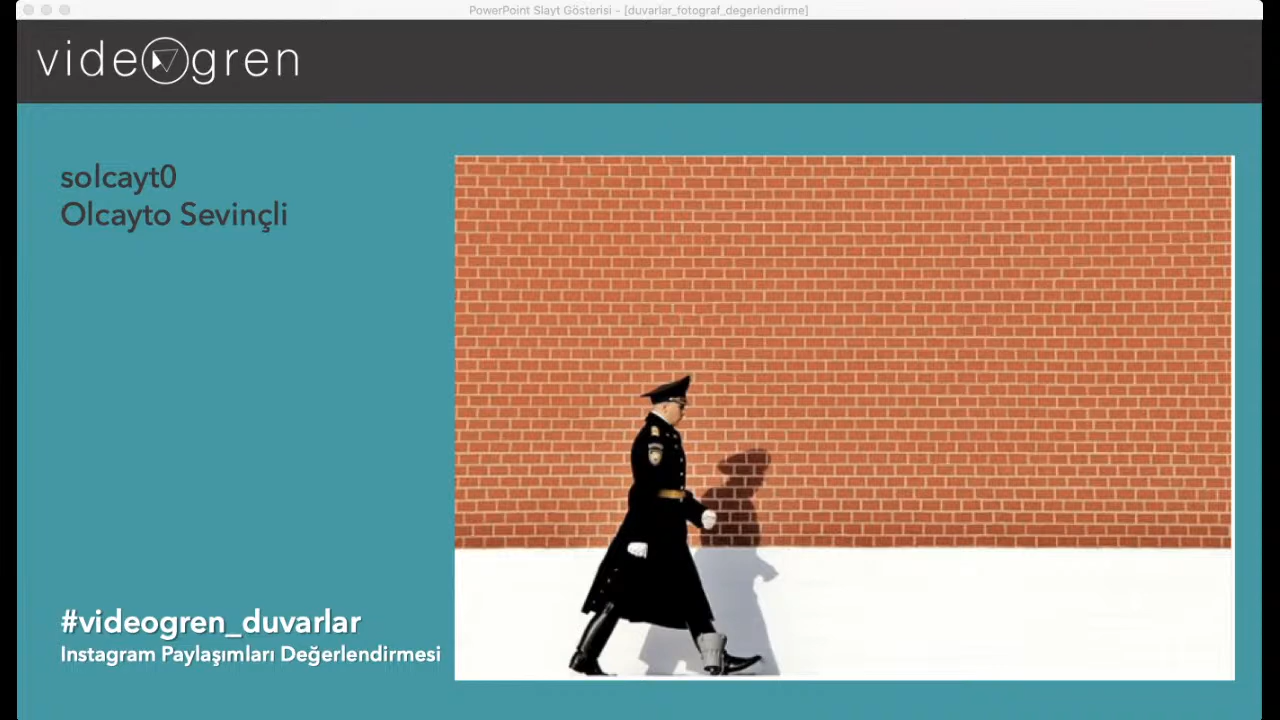 PowerPoint Slayt Gösterisi - [duvarlar_fotograf_degerlendirme]
videogren
solcayt0
Olcayto Sevinçli
#videogren_duvarlar
Instagram Paylaşımları Değerlendirmesi